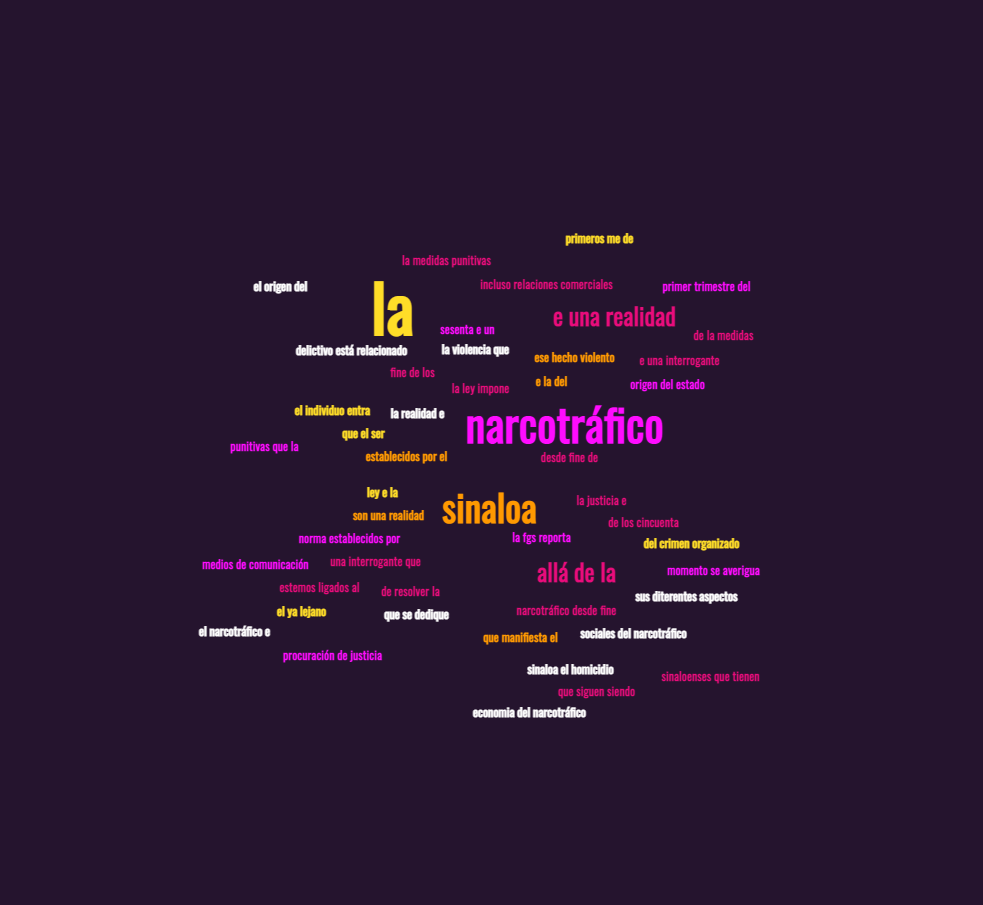 primeros me de
la medidas punitivas
incluso relaciones comerciales
el origen del
primer trimestre del
la
e una realidad
sesenta e un
de la medidas
delictivo está relacionado
la violencia que
ese hecho violento
e una interrogante
fine de los
e la del
origen del estado
la ley impone
el individuo entra
la realidad e
narcotráfico
que el ser
punitivas que la
establecidos por el
desde fine de
ley e la
sinaloa
la justicia e
son una realidad
de los cincuenta
norma establecidos por
la fgs reporta
del crimen organizado
medios de comunicación
una interrogante que
allá de la
momento se averigua
estemos ligados al
de resolver la
sus diterentes aspectos
el ya lejano
que se dedique
narcotráfico desde fine
el narcotráfico e
que manifiesta el
sociales del narcotráfico
procuración de justicia
sinaloa el homicidio
sinaloenses que tienen
que siguen siendo
economia del narcotráfico